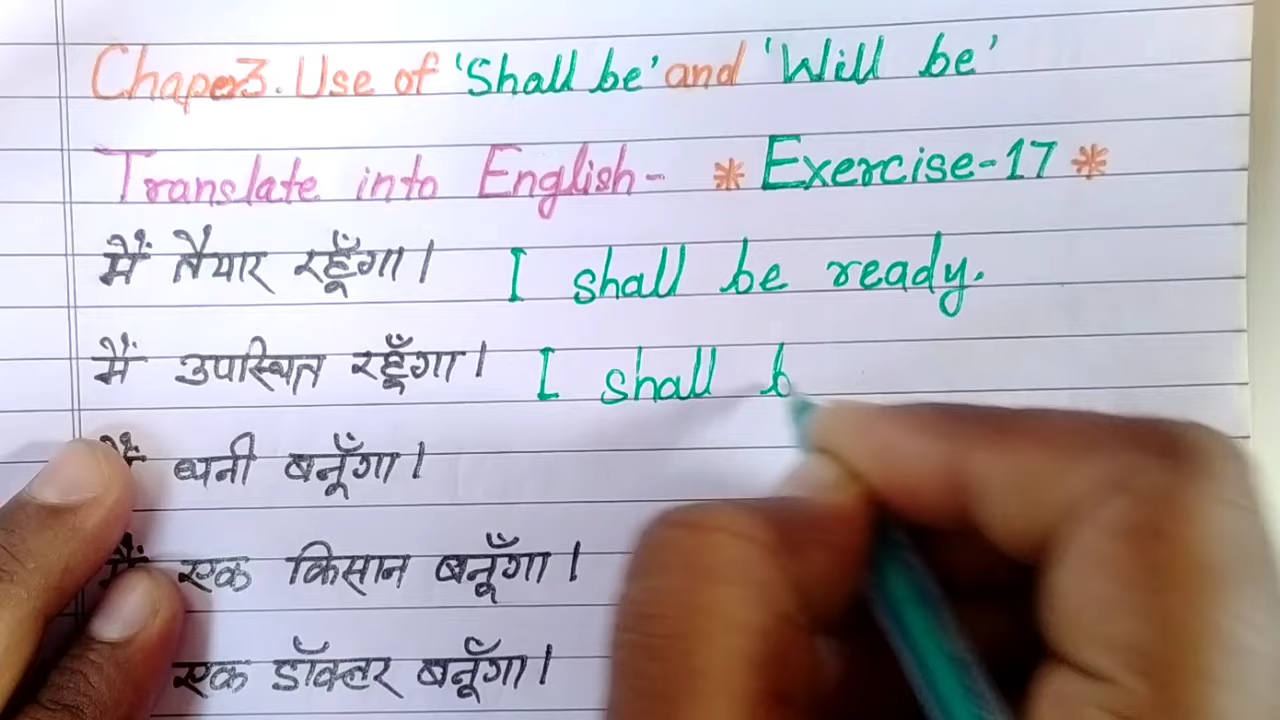 Chaper3. Use of 'Shall be' and 'Will be'
Translate into English- * Exercise-17 *
मैं तैयार रहूँगा। I shall be ready.
मैं उपस्थित रहूँगा। I shall b
मैं धनी बनूँगा।
मैं एक किसान बनूँगा।
एक डॉक्टर बनूँगा।